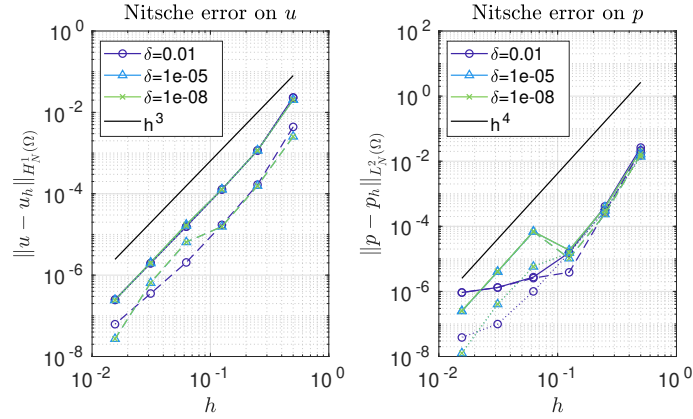 Nitsche error on u
10^0
10^-2
10^-4
10^-6
10^-8
‖u − u_h‖_{H^1_N(Ω)}
δ=0.01
δ=1e-05
δ=1e-08
h^3
10^-2
10^-1
10^0
h
Nitsche error on p
10^2
10^0
10^-2
10^-4
10^-6
10^-8
‖p − p_h‖_{L^2_N(Ω)}
δ=0.01
δ=1e-05
δ=1e-08
h^4
10^-2
10^-1
10^0
h